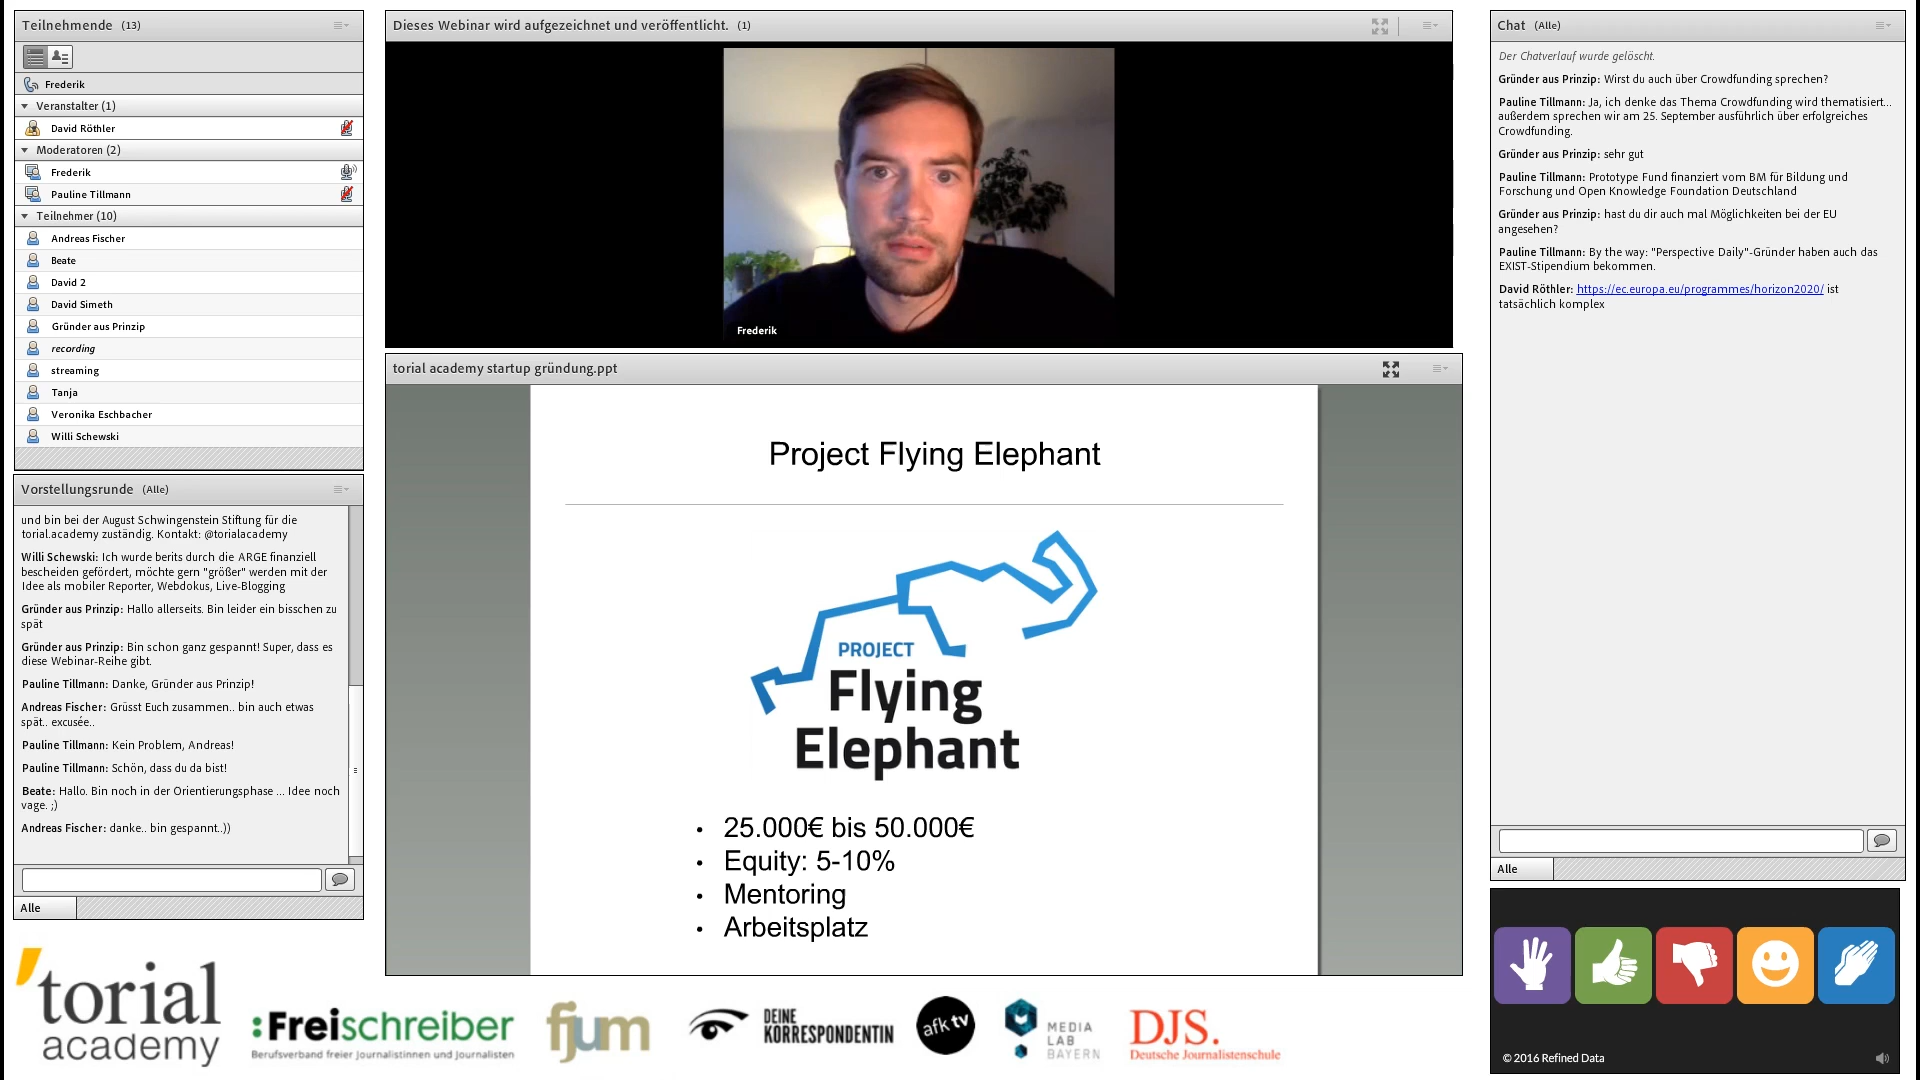 Teilnehmende (13)
Frederik
Veranstalter (1)
David Röthler
Moderatoren (2)
Frederik
Pauline Tillmann
Teilnehmer (10)
Andreas Fischer
Beate
David 2
David Simeth
Gründer aus Prinzip
recording
streaming
Tanja
Veronika Eschbacher
Willi Schewski
Vorstellungsrunde (Alle)
und bin bei der August Schwingenstein Stiftung für die
torial.academy zuständig. Kontakt: @torialacademy
Willi Schewski: Ich wurde berits durch die ARGE finanziell
bescheiden gefördert, möchte gern "größer" werden mit der
Idee als mobiler Reporter, Webdokus, Live-Blogging
Gründer aus Prinzip: Hallo allerseits. Bin leider ein bisschen zu
spät
Gründer aus Prinzip: Bin schon ganz gespannt! Super, dass es
diese Webinar-Reihe gibt.
Pauline Tillmann: Danke, Gründer aus Prinzip!
Andreas Fischer: Grüsst Euch zusammen.. bin auch etwas
spät.. excusée..
Pauline Tillmann: Kein Problem, Andreas!
Pauline Tillmann: Schön, dass du da bist!
Beate: Hallo. Bin noch in der Orientierungsphase ... Idee noch
vage. ;)
Andreas Fischer: danke.. bin gespannt..))
Alle
Dieses Webinar wird aufgezeichnet und veröffentlicht. (1)
Frederik
torial academy startup gründung.ppt
Project Flying Elephant
PROJECT
Flying
Elephant
• 25.000€ bis 50.000€
• Equity: 5-10%
• Mentoring
• Arbeitsplatz
Chat (Alle)
Der Chatverlauf wurde gelöscht.
Gründer aus Prinzip: Wirst du auch über Crowdfunding sprechen?
Pauline Tillmann: Ja, ich denke das Thema Crowdfunding wird thematisiert...
außerdem sprechen wir am 25. September ausführlich über erfolgreiches
Crowdfunding.
Gründer aus Prinzip: sehr gut
Pauline Tillmann: Prototype Fund finanziert vom BM für Bildung und
Forschung und Open Knowledge Foundation Deutschland
Gründer aus Prinzip: hast du dir auch mal Möglichkeiten bei der EU
angesehen?
Pauline Tillmann: By the way: "Perspective Daily"-Gründer haben auch das
EXIST-Stipendium bekommen.
David Röthler: https://ec.europa.eu/programmes/horizon2020/ ist
tatsächlich komplex
Alle
© 2016 Refined Data
'torial
academy
:Freischreiber
Berufsverband freier Journalistinnen und Journalisten
fjum
DEINE
KORRESPONDENTIN
afk tv
MEDIA
LAB
BAYERN
DJS.
Deutsche Journalistenschule